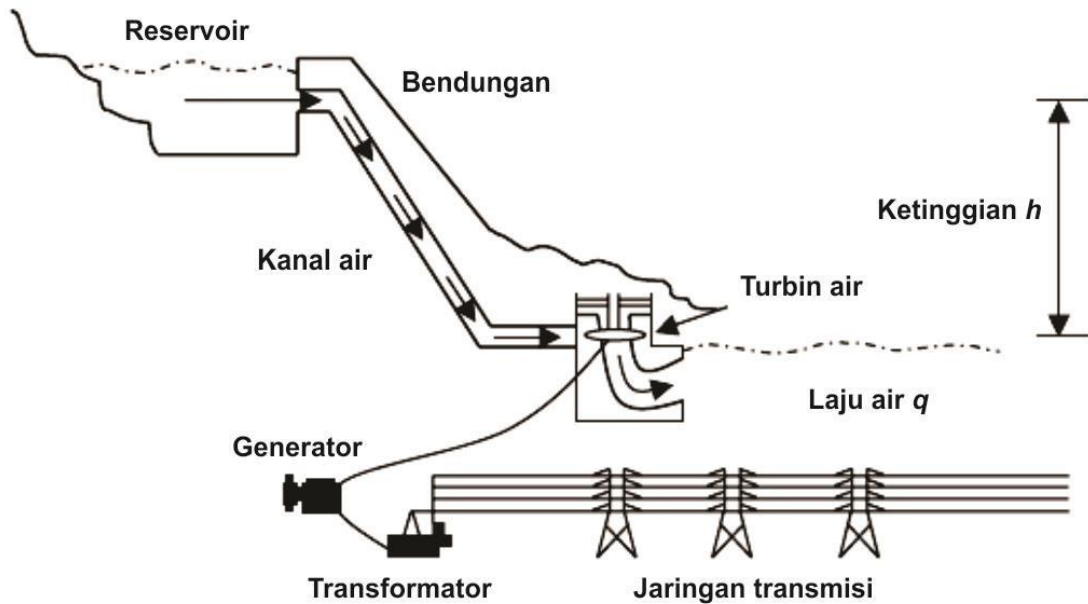 Reservoir
Bendungan
Ketinggian h
Kanal air
Turbin air
Laju air q
Generator
Transformator
Jaringan transmisi